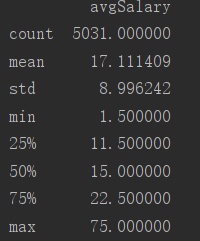 avgSalary
count 5031.000000
mean 17.111409
std 8.996242
min 1.500000
25% 11.500000
50% 15.000000
75% 22.500000
max 75.000000